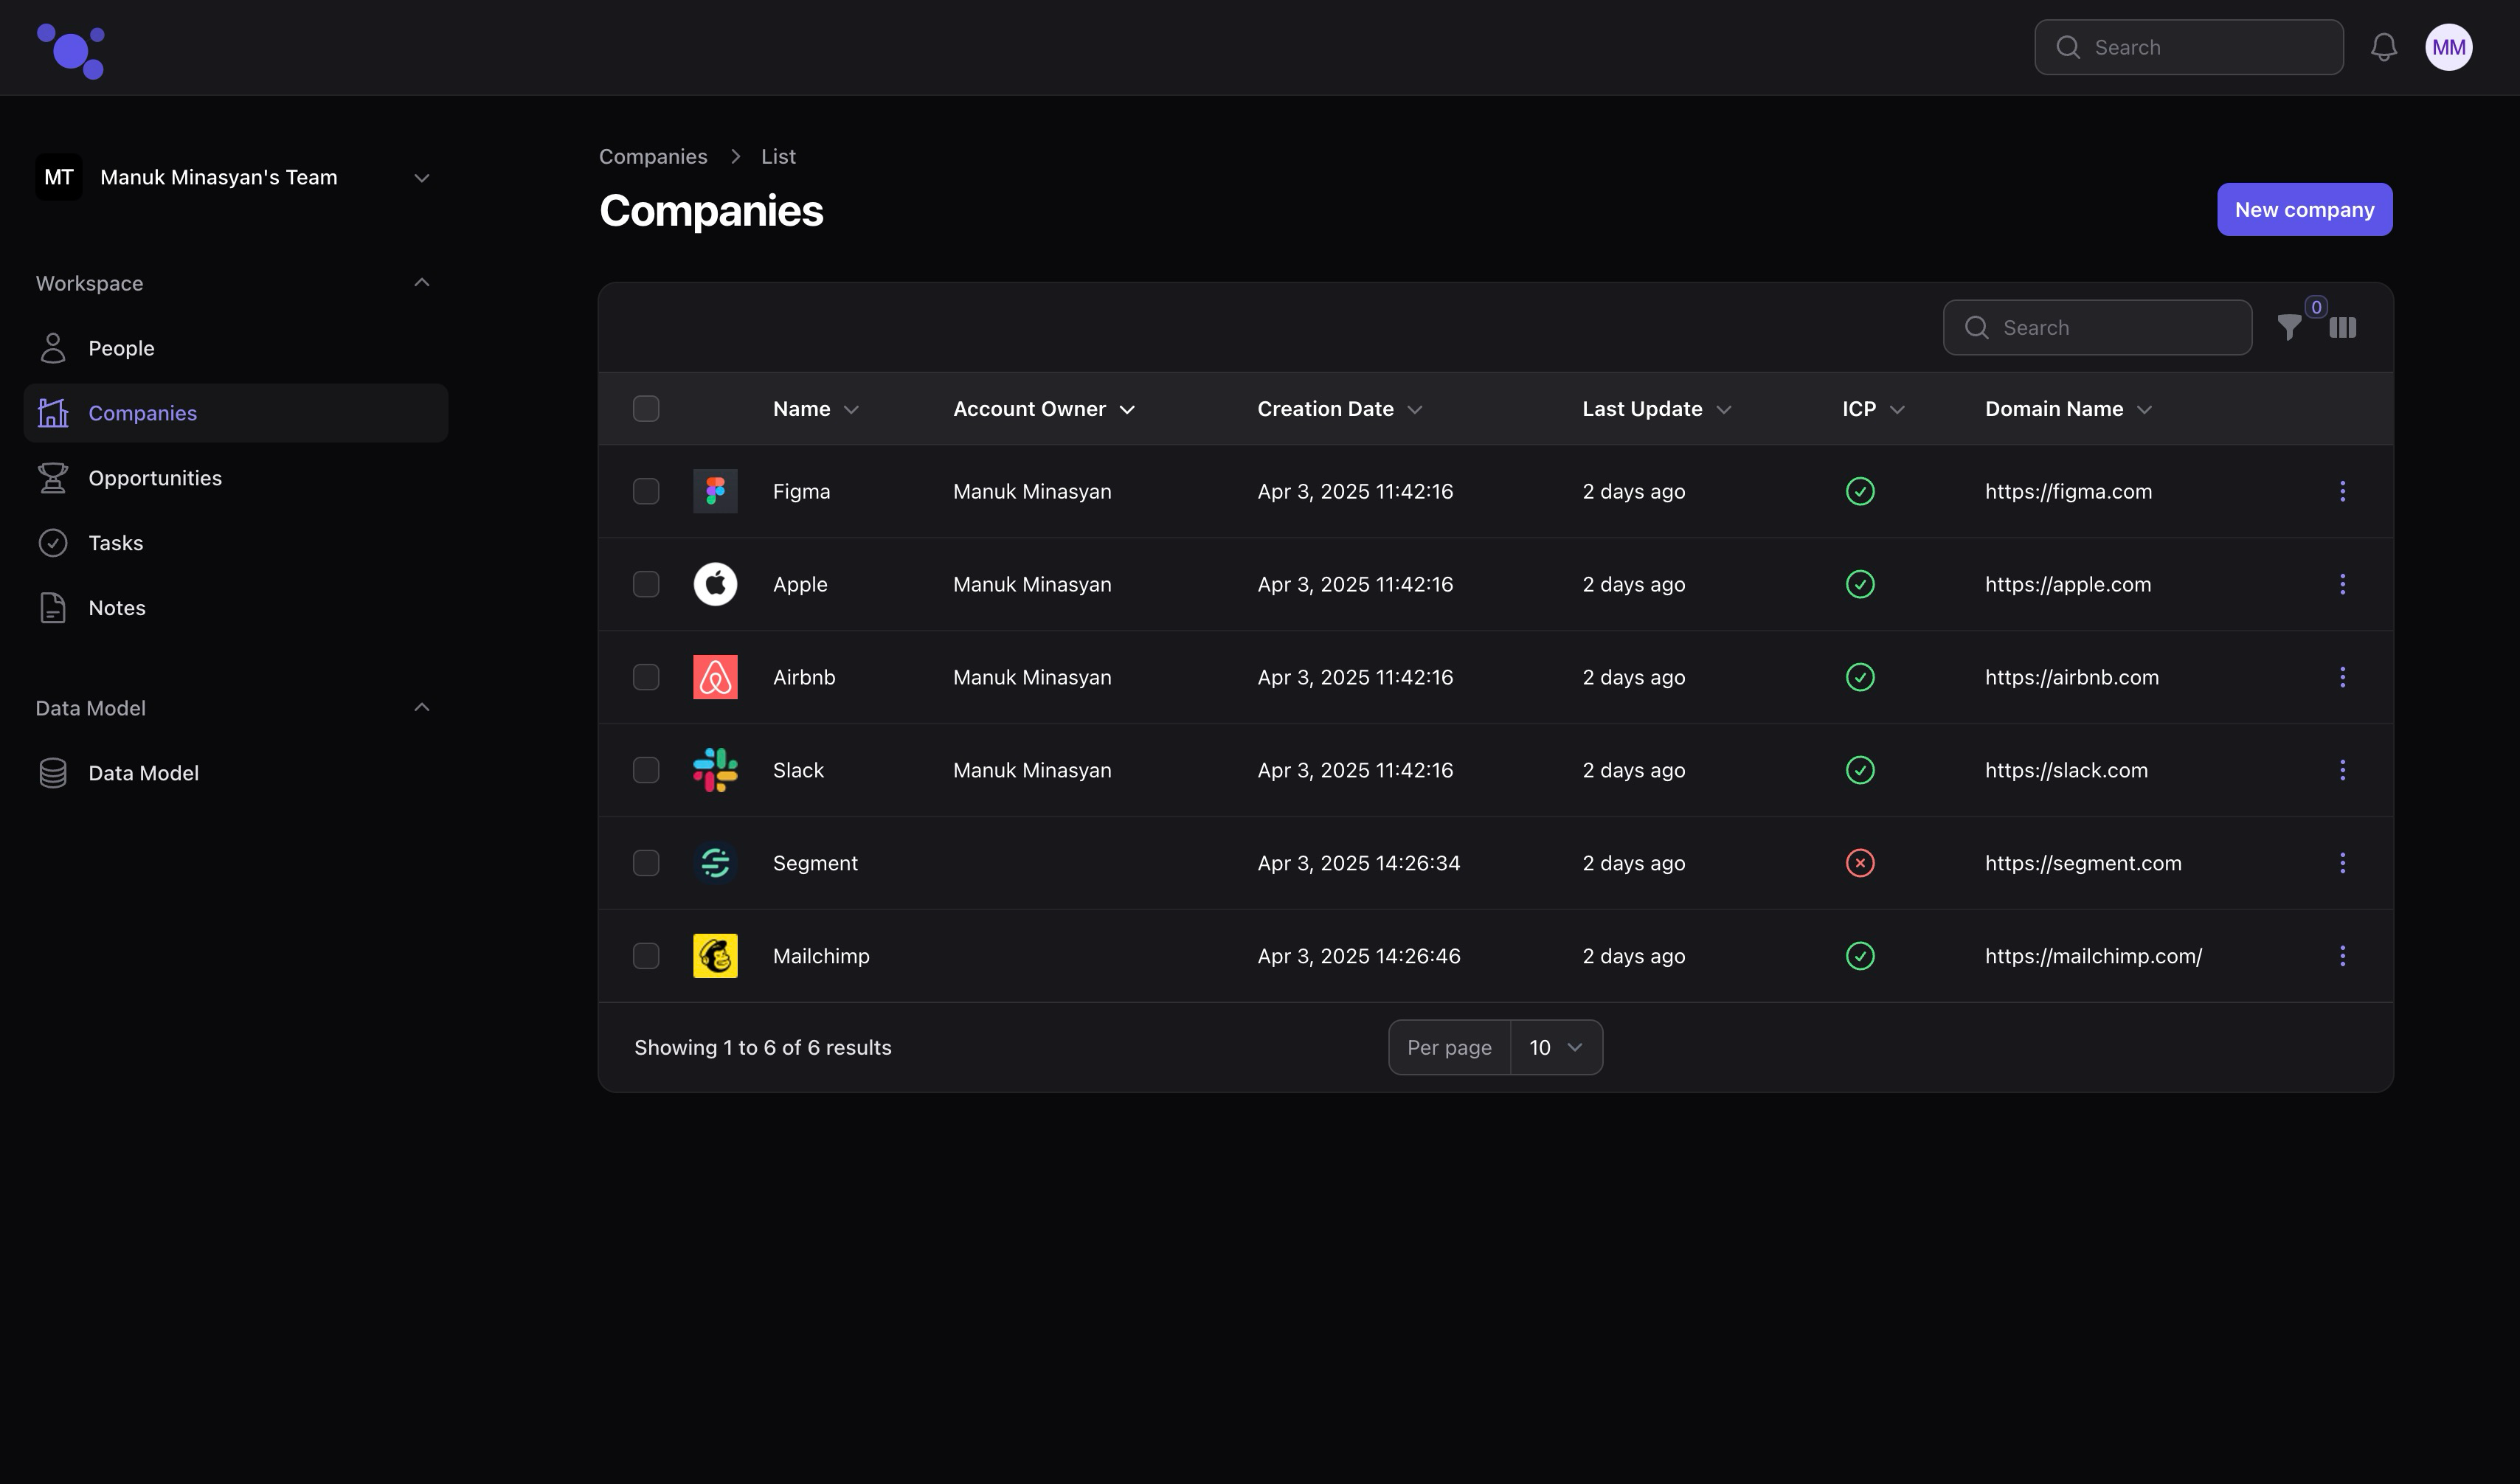 Search
MM
MT Manuk Minasyan's Team
Workspace
People
Companies
Opportunities
Tasks
Notes
Data Model
Data Model
Companies List
Companies
New company
Search
0
Name Account Owner Creation Date Last Update ICP Domain Name
Figma Manuk Minasyan Apr 3, 2025 11:42:16 2 days ago https://figma.com
Apple Manuk Minasyan Apr 3, 2025 11:42:16 2 days ago https://apple.com
Airbnb Manuk Minasyan Apr 3, 2025 11:42:16 2 days ago https://airbnb.com
Slack Manuk Minasyan Apr 3, 2025 11:42:16 2 days ago https://slack.com
Segment Apr 3, 2025 14:26:34 2 days ago https://segment.com
Mailchimp Apr 3, 2025 14:26:46 2 days ago https://mailchimp.com/
Showing 1 to 6 of 6 results Per page 10